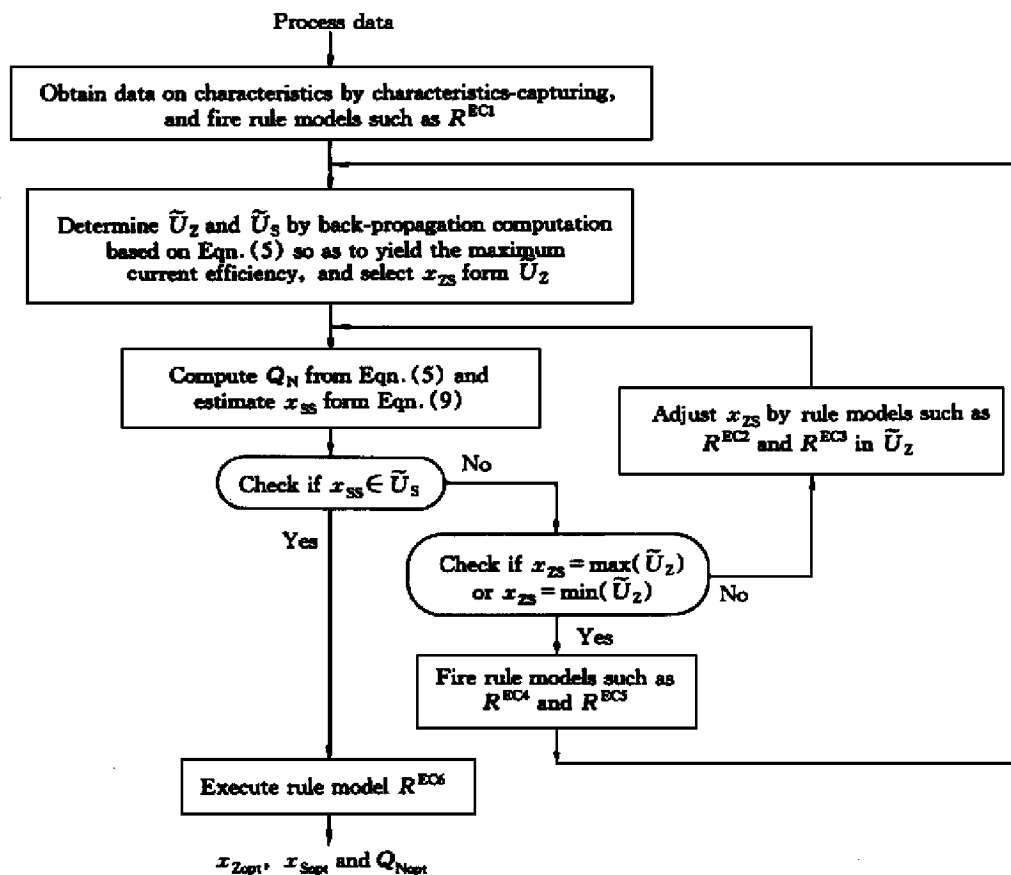 Process data
Obtain data on characteristics by characteristics-capturing,
and fire rule models such as R^EC1
Determine Ũ_Z and Ũ_S by back-propagation computation
based on Eqn. (5) so as to yield the maximum
current efficiency, and select x_ZS form Ũ_Z
Compute Q_N from Eqn. (5) and
estimate x_SS form Eqn. (9)
Adjust x_ZS by rule models such as
R^EC2 and R^EC3 in Ũ_Z
Check if x_SS ∈ Ũ_S
No
Yes
Check if x_ZS = max(Ũ_Z)
or x_ZS = min(Ũ_Z)
No
Yes
Fire rule models such as
R^EC4 and R^EC5
Execute rule model R^EC6
x_Zopt, x_Sopt and Q_Nopt